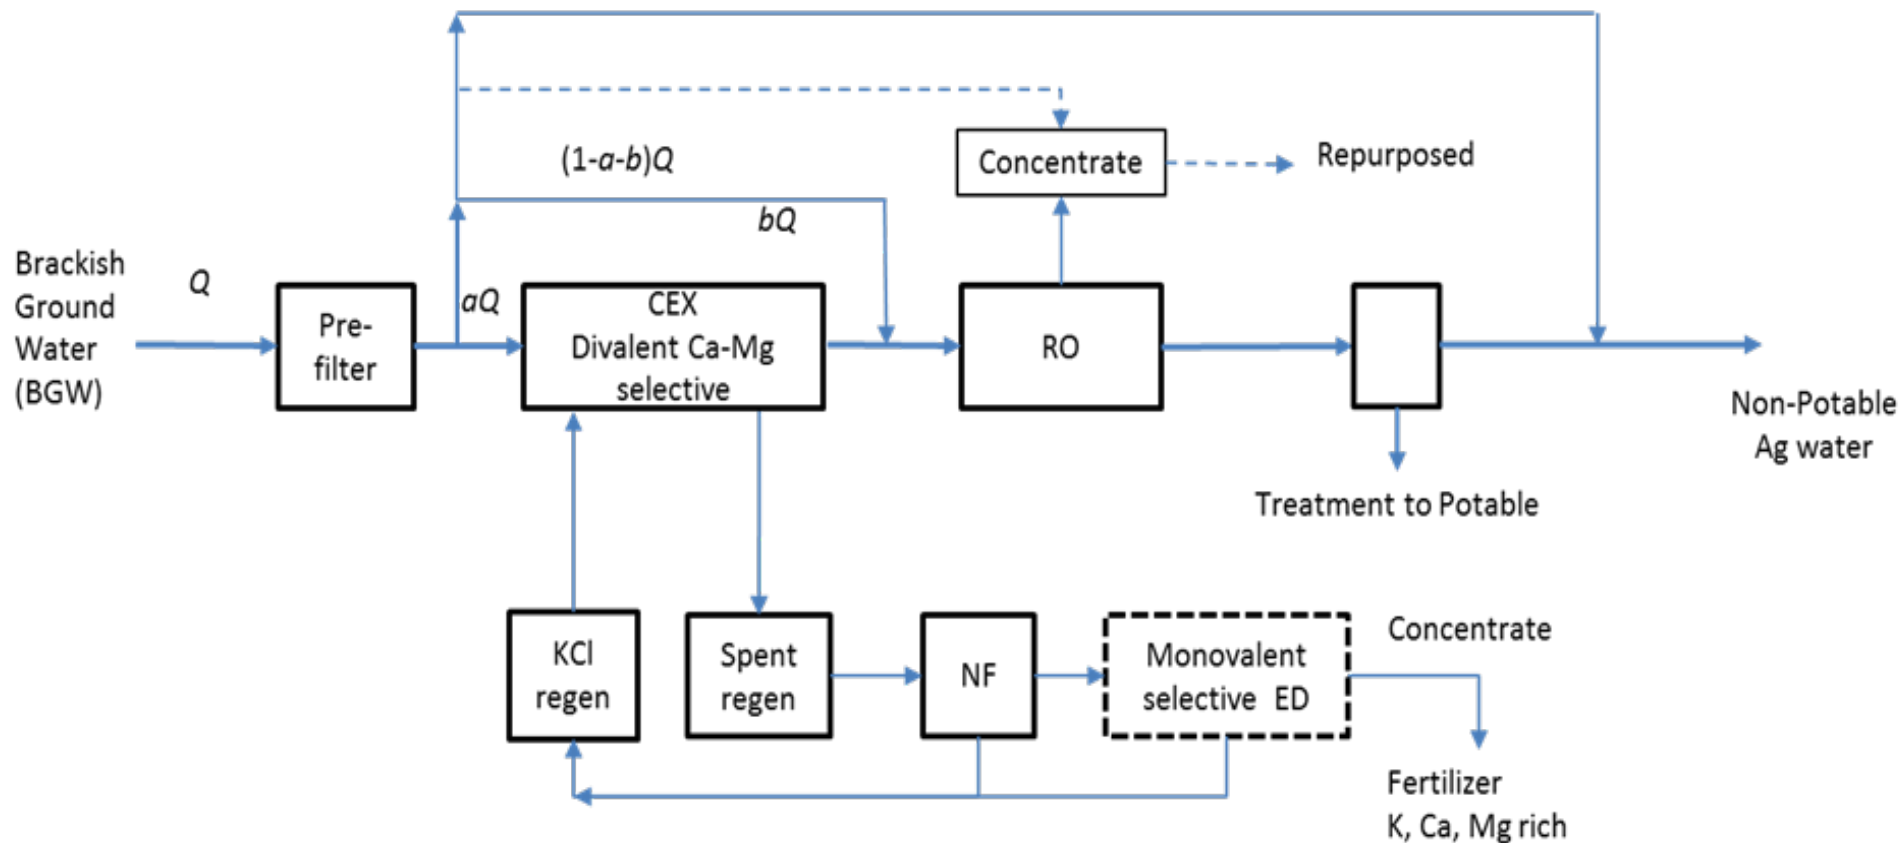 (1-a-b)Q
Concentrate
Repurposed
bQ
Brackish
Ground
Water
(BGW)
Q
Pre-
filter
aQ
CEX
Divalent Ca-Mg
selective
RO
Non-Potable
Ag water
Treatment to Potable
KCl
regen
Spent
regen
NF
Monovalent
selective ED
Concentrate
Fertilizer
K, Ca, Mg rich